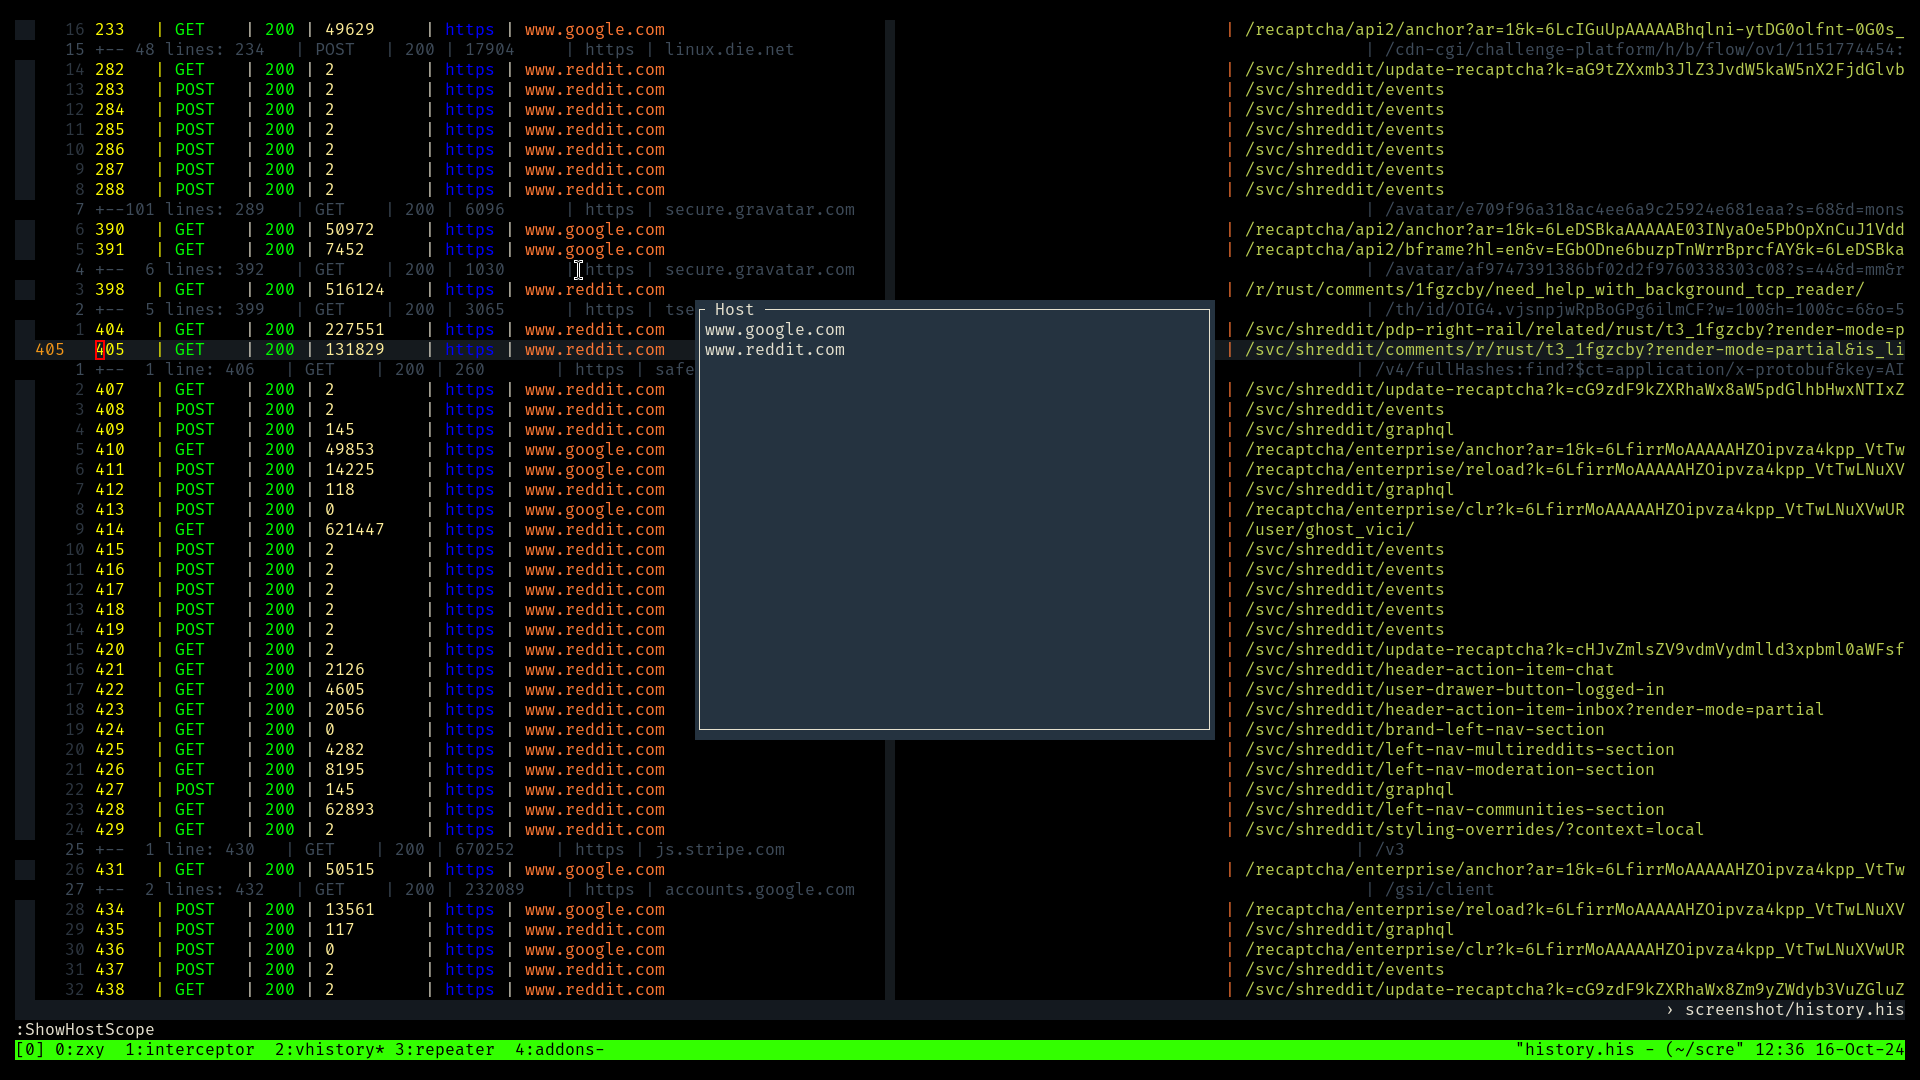 16 233 | GET | 200 | 49629 | https | www.google.com | /recaptcha/api2/anchor?ar=1&k=6LcIGuUpAAAAABhqlni-ytDG0olfnt-0G0s_
15 +-- 48 lines: 234 | POST | 200 | 17904 | https | linux.die.net | /cdn-cgi/challenge-platform/h/b/flow/ov1/1151774454:
14 282 | GET | 200 | 2 | https | www.reddit.com | /svc/shreddit/update-recaptcha?k=aG9tZXxmb3JlZ3JvdW5kaW5nX2FjdGlvb
13 283 | POST | 200 | 2 | https | www.reddit.com | /svc/shreddit/events
12 284 | POST | 200 | 2 | https | www.reddit.com | /svc/shreddit/events
11 285 | POST | 200 | 2 | https | www.reddit.com | /svc/shreddit/events
10 286 | POST | 200 | 2 | https | www.reddit.com | /svc/shreddit/events
9 287 | POST | 200 | 2 | https | www.reddit.com | /svc/shreddit/events
8 288 | POST | 200 | 2 | https | www.reddit.com | /svc/shreddit/events
7 +--101 lines: 289 | GET | 200 | 6096 | https | secure.gravatar.com | /avatar/e709f96a318ac4ee6a9c25924e681eaa?s=68&d=mons
6 390 | GET | 200 | 50972 | https | www.google.com | /recaptcha/api2/anchor?ar=1&k=6LeDSBkaAAAAAE03INyaOe5PbOpXnCuJ1Vdd
5 391 | GET | 200 | 7452 | https | www.google.com | /recaptcha/api2/bframe?hl=en&v=EGbODne6buzpTnWrrBprcfAY&k=6LeDSBka
4 +-- 6 lines: 392 | GET | 200 | 1030 | https | secure.gravatar.com | /avatar/af9747391386bf02d2f9760338303c08?s=44&d=mm&r
3 398 | GET | 200 | 516124 | https | www.reddit.com | /r/rust/comments/1fgzcby/need_help_with_background_tcp_reader/
2 +-- 5 lines: 399 | GET | 200 | 3065 | https | tse | /th/id/OIG4.vjsnpjwRpBoGPg6ilmCF?w=100&h=100&c=6&o=5
1 404 | GET | 200 | 227551 | https | www.reddit.com | /svc/shreddit/pdp-right-rail/related/rust/t3_1fgzcby?render-mode=p
405 405 | GET | 200 | 131829 | https | www.reddit.com | /svc/shreddit/comments/r/rust/t3_1fgzcby?render-mode=partial&is_li
1 +-- 1 line: 406 | GET | 200 | 260 | https | safe | /v4/fullHashes:find?$ct=application/x-protobuf&key=AI
2 407 | GET | 200 | 2 | https | www.reddit.com | /svc/shreddit/update-recaptcha?k=cG9zdF9kZXRhaWx8aW5pdGlhbHwxNTIxZ
3 408 | POST | 200 | 2 | https | www.reddit.com | /svc/shreddit/events
4 409 | POST | 200 | 145 | https | www.reddit.com | /svc/shreddit/graphql
5 410 | GET | 200 | 49853 | https | www.google.com | /recaptcha/enterprise/anchor?ar=1&k=6LfirrMoAAAAAHZOipvza4kpp_VtTw
6 411 | POST | 200 | 14225 | https | www.google.com | /recaptcha/enterprise/reload?k=6LfirrMoAAAAAHZOipvza4kpp_VtTwLNuXV
7 412 | POST | 200 | 118 | https | www.reddit.com | /svc/shreddit/graphql
8 413 | POST | 200 | 0 | https | www.google.com | /recaptcha/enterprise/clr?k=6LfirrMoAAAAAHZOipvza4kpp_VtTwLNuXVwUR
9 414 | GET | 200 | 621447 | https | www.reddit.com | /user/ghost_vici/
10 415 | POST | 200 | 2 | https | www.reddit.com | /svc/shreddit/events
11 416 | POST | 200 | 2 | https | www.reddit.com | /svc/shreddit/events
12 417 | POST | 200 | 2 | https | www.reddit.com | /svc/shreddit/events
13 418 | POST | 200 | 2 | https | www.reddit.com | /svc/shreddit/events
14 419 | POST | 200 | 2 | https | www.reddit.com | /svc/shreddit/events
15 420 | GET | 200 | 2 | https | www.reddit.com | /svc/shreddit/update-recaptcha?k=cHJvZmlsZV9vdmVydmlld3xpbml0aWFsf
16 421 | GET | 200 | 2126 | https | www.reddit.com | /svc/shreddit/header-action-item-chat
17 422 | GET | 200 | 4605 | https | www.reddit.com | /svc/shreddit/user-drawer-button-logged-in
18 423 | GET | 200 | 2056 | https | www.reddit.com | /svc/shreddit/header-action-item-inbox?render-mode=partial
19 424 | GET | 200 | 0 | https | www.reddit.com | /svc/shreddit/brand-left-nav-section
20 425 | GET | 200 | 4282 | https | www.reddit.com | /svc/shreddit/left-nav-multireddits-section
21 426 | GET | 200 | 8195 | https | www.reddit.com | /svc/shreddit/left-nav-moderation-section
22 427 | POST | 200 | 145 | https | www.reddit.com | /svc/shreddit/graphql
23 428 | GET | 200 | 62893 | https | www.reddit.com | /svc/shreddit/left-nav-communities-section
24 429 | GET | 200 | 2 | https | www.reddit.com | /svc/shreddit/styling-overrides/?context=local
25 +-- 1 line: 430 | GET | 200 | 670252 | https | js.stripe.com | /v3
26 431 | GET | 200 | 50515 | https | www.google.com | /recaptcha/enterprise/anchor?ar=1&k=6LfirrMoAAAAAHZOipvza4kpp_VtTw
27 +-- 2 lines: 432 | GET | 200 | 232089 | https | accounts.google.com | /gsi/client
28 434 | POST | 200 | 13561 | https | www.google.com | /recaptcha/enterprise/reload?k=6LfirrMoAAAAAHZOipvza4kpp_VtTwLNuXV
29 435 | POST | 200 | 117 | https | www.reddit.com | /svc/shreddit/graphql
30 436 | POST | 200 | 0 | https | www.google.com | /recaptcha/enterprise/clr?k=6LfirrMoAAAAAHZOipvza4kpp_VtTwLNuXVwUR
31 437 | POST | 200 | 2 | https | www.reddit.com | /svc/shreddit/events
32 438 | GET | 200 | 2 | https | www.reddit.com | /svc/shreddit/update-recaptcha?k=cG9zdF9kZXRhaWx8Zm9yZWdyb3VuZGluZ
Host
www.google.com
www.reddit.com
› screenshot/history.his
:ShowHostScope
[0] 0:zxy 1:interceptor 2:vhistory* 3:repeater 4:addons- "history.his - (~/scre" 12:36 16-Oct-24